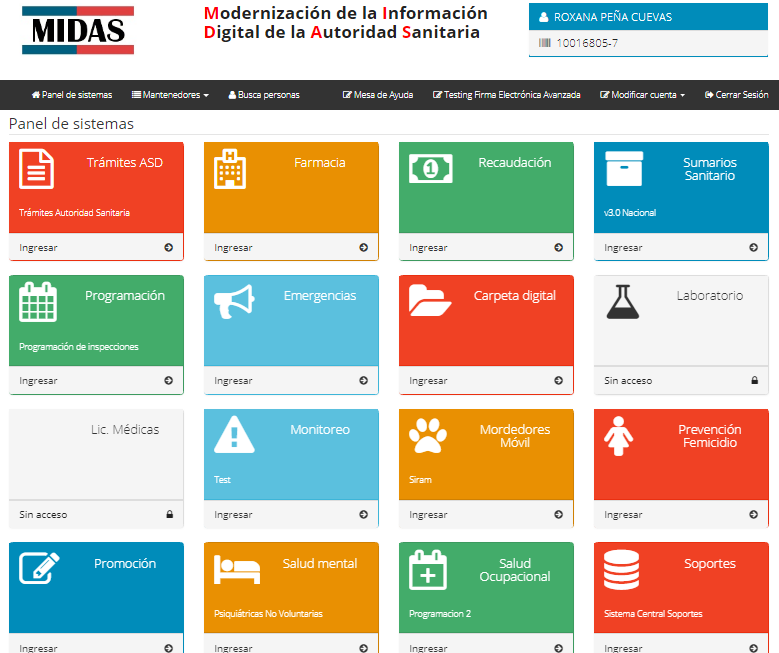 MIDAS
Modernización de la Información
Digital de la Autoridad Sanitaria
ROXANA PEÑA CUEVAS
10016805-7
Panel de sistemas Mantenedores Busca personas Mesa de Ayuda Testing Firma Electrónica Avanzada Modificar cuenta Cerrar Sesión
Panel de sistemas
Trámites ASD
Trámites Autoridad Sanitaria
Ingresar
Farmacia
Ingresar
Recaudación
Ingresar
Sumarios
Sanitario
v3.0 Nacional
Ingresar
Programación
Programación de inspecciones
Ingresar
Emergencias
Ingresar
Carpeta digital
Ingresar
Laboratorio
Sin acceso
Lic. Médicas
Sin acceso
Monitoreo
Test
Ingresar
Mordedores
Móvil
Siram
Ingresar
Prevención
Femicidio
Ingresar
Promoción
Ingresar
Salud mental
Psiquiátricas No Voluntarias
Ingresar
Salud
Ocupacional
Programacion 2
Ingresar
Soportes
Sistema Central Soportes
Ingresar